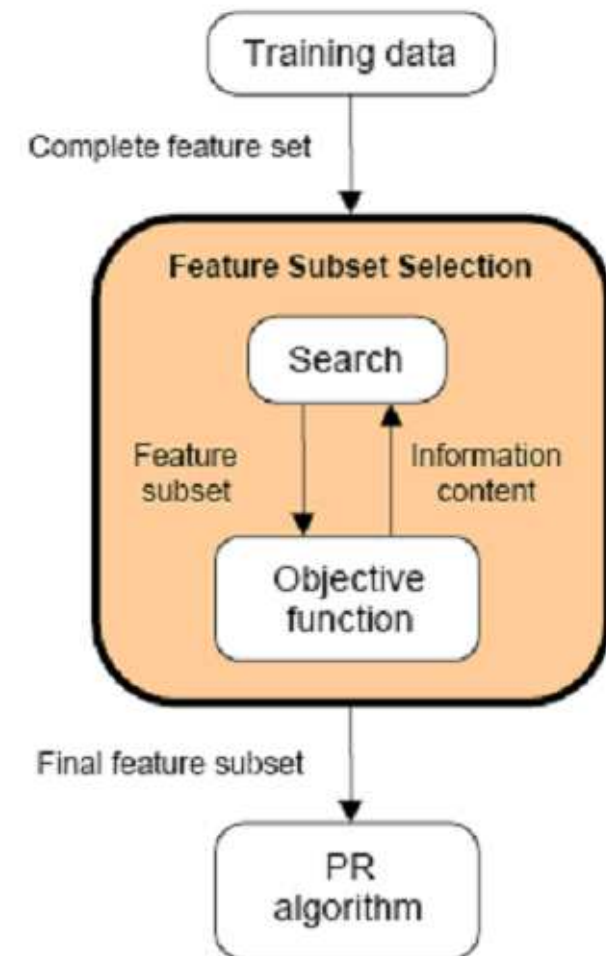 Training data
Complete feature set
Feature Subset Selection
Search
Feature
subset
Information
content
Objective
function
Final feature subset
PR
algorithm